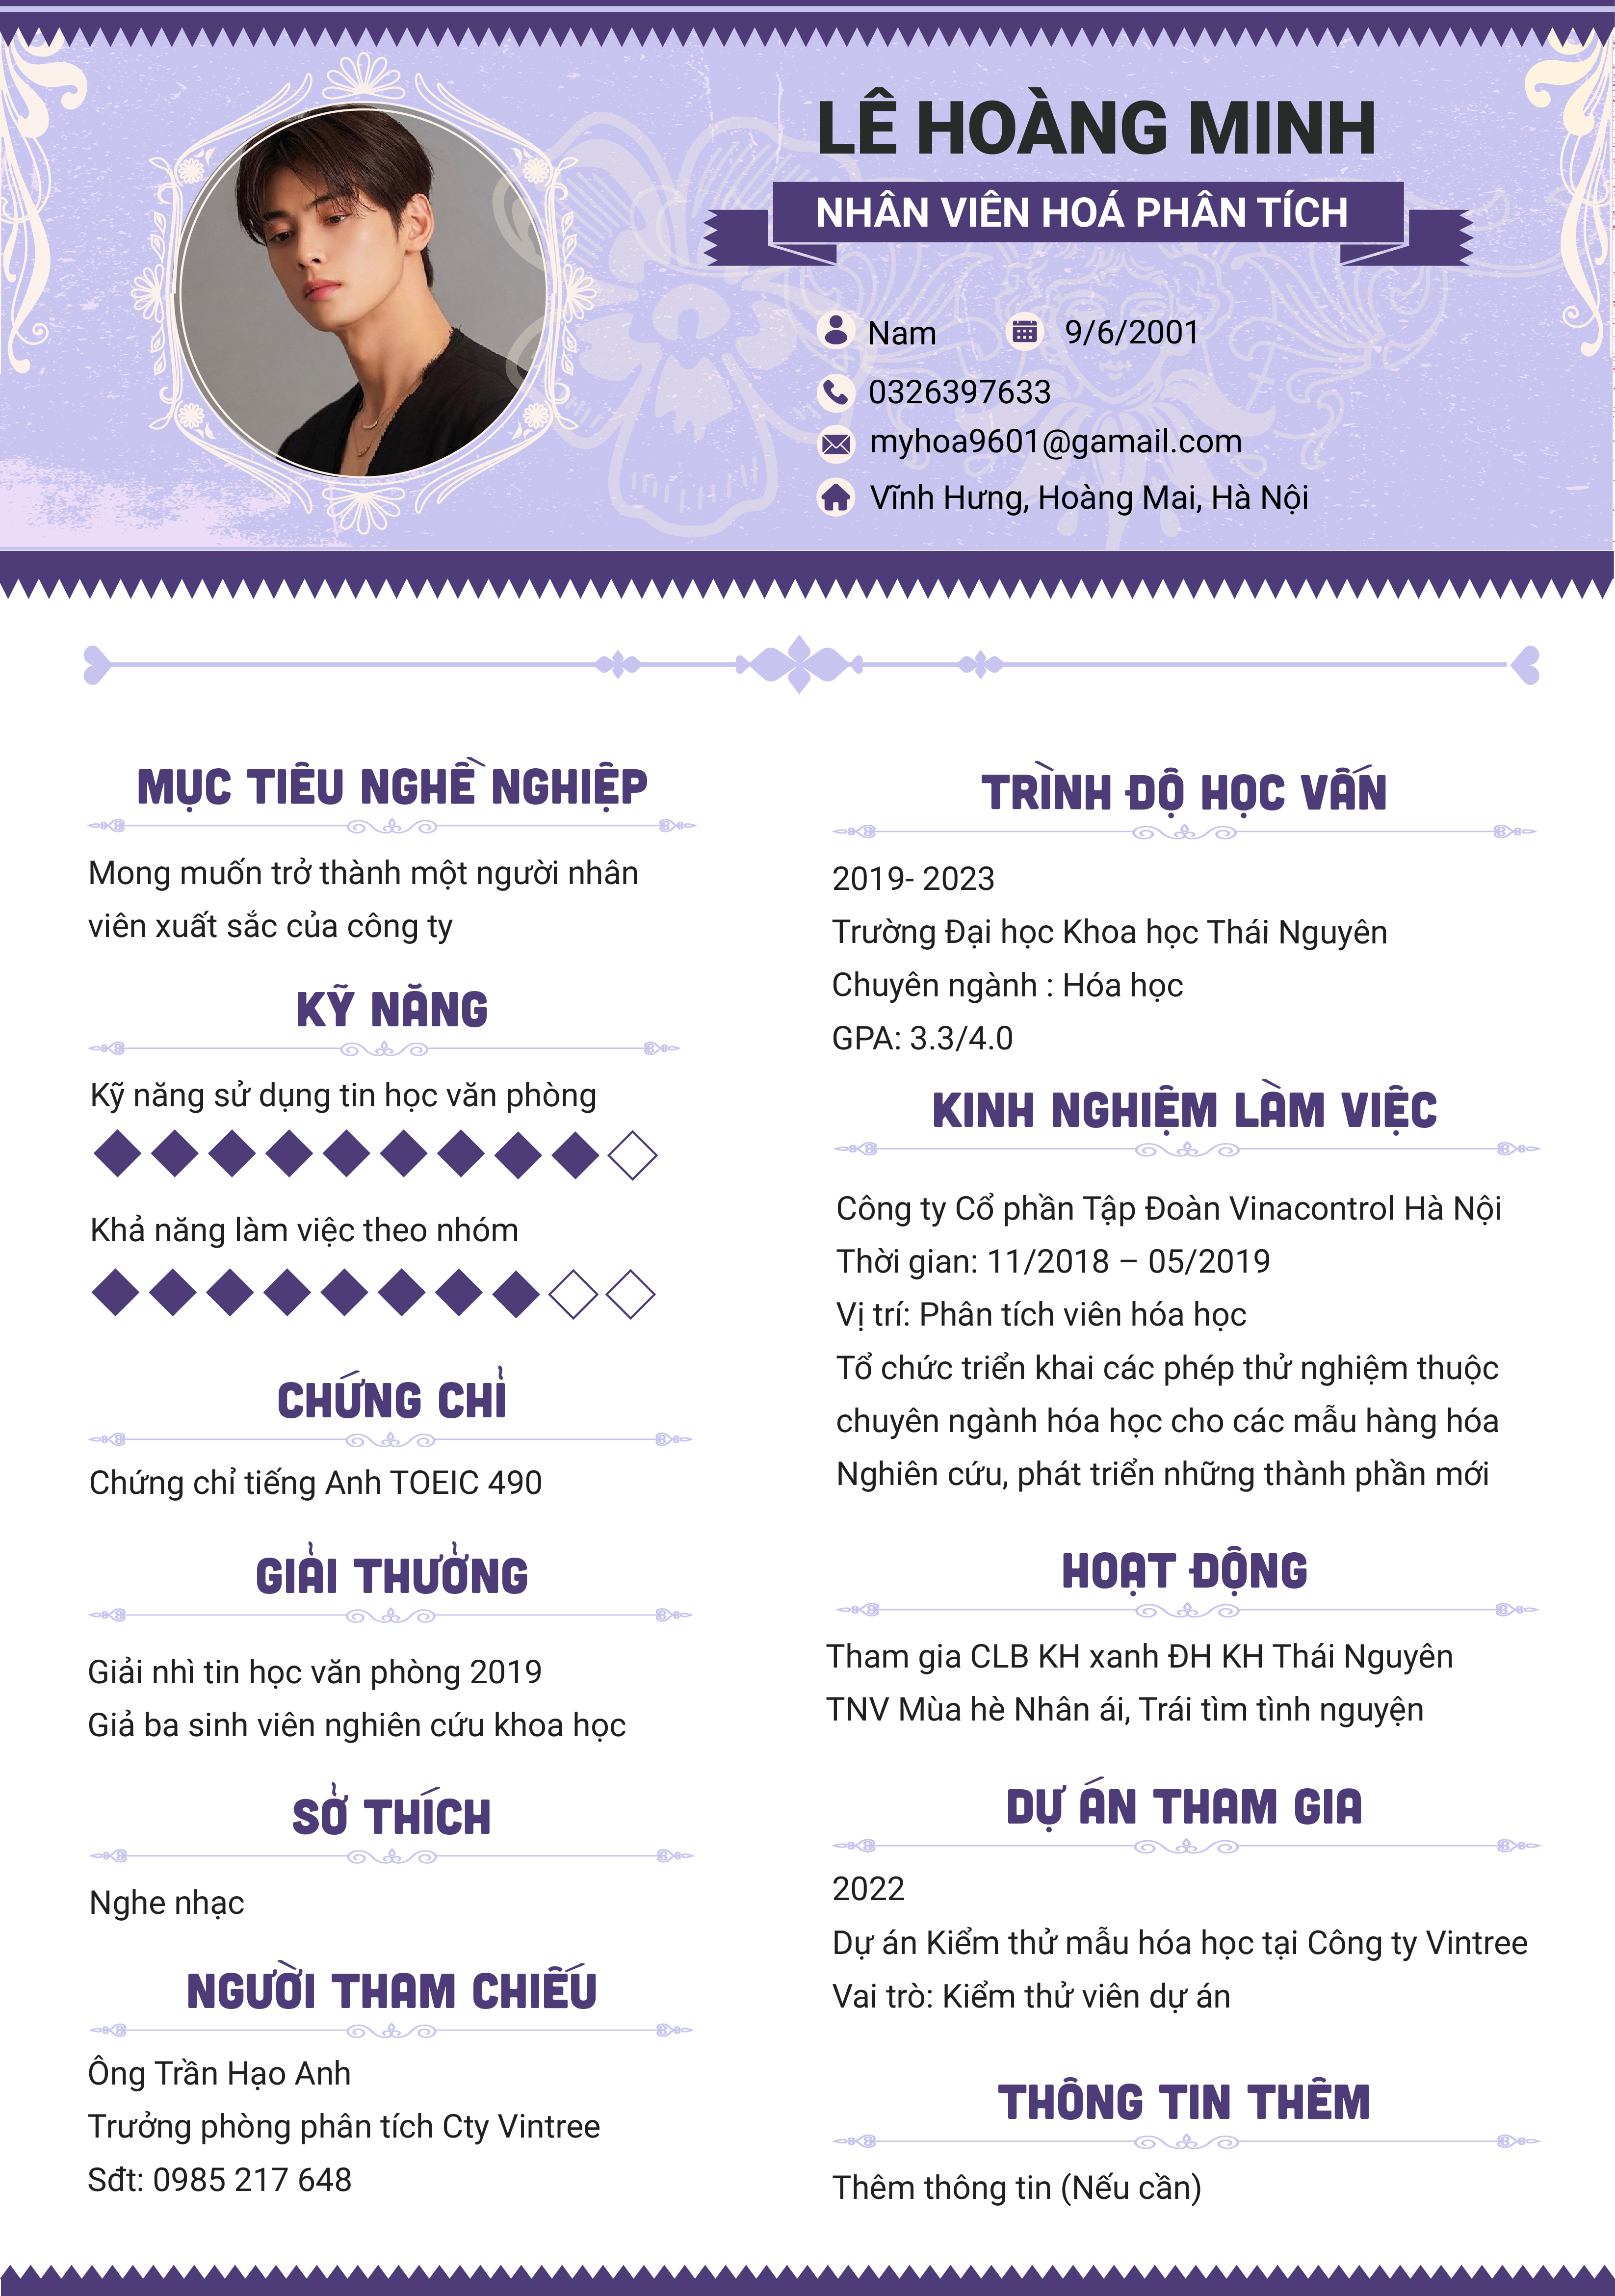 LÊ HOÀNG MINH
NHÂN VIÊN HOÁ PHÂN TÍCH
Nam 9/6/2001
0326397633
myhoa9601@gamail.com
Vĩnh Hưng, Hoàng Mai, Hà Nội
MỤC TIÊU NGHỀ NGHIỆP
Mong muốn trở thành một người nhân
viên xuất sắc của công ty
KỸ NĂNG
Kỹ năng sử dụng tin học văn phòng
Khả năng làm việc theo nhóm
CHỨNG CHỈ
Chứng chỉ tiếng Anh TOEIC 490
GIẢI THƯỞNG
Giải nhì tin học văn phòng 2019
Giả ba sinh viên nghiên cứu khoa học
SỞ THÍCH
Nghe nhạc
NGƯỜI THAM CHIẾU
Ông Trần Hạo Anh
Trưởng phòng phân tích Cty Vintree
Sđt: 0985 217 648
TRÌNH ĐỘ HỌC VẤN
2019- 2023
Trường Đại học Khoa học Thái Nguyên
Chuyên ngành : Hóa học
GPA: 3.3/4.0
KINH NGHIỆM LÀM VIỆC
Công ty Cổ phần Tập Đoàn Vinacontrol Hà Nội
Thời gian: 11/2018 – 05/2019
Vị trí: Phân tích viên hóa học
Tổ chức triển khai các phép thử nghiệm thuộc
chuyên ngành hóa học cho các mẫu hàng hóa
Nghiên cứu, phát triển những thành phần mới
HOẠT ĐỘNG
Tham gia CLB KH xanh ĐH KH Thái Nguyên
TNV Mùa hè Nhân ái, Trái tìm tình nguyện
DỰ ÁN THAM GIA
2022
Dự án Kiểm thử mẫu hóa học tại Công ty Vintree
Vai trò: Kiểm thử viên dự án
THÔNG TIN THÊM
Thêm thông tin (Nếu cần)